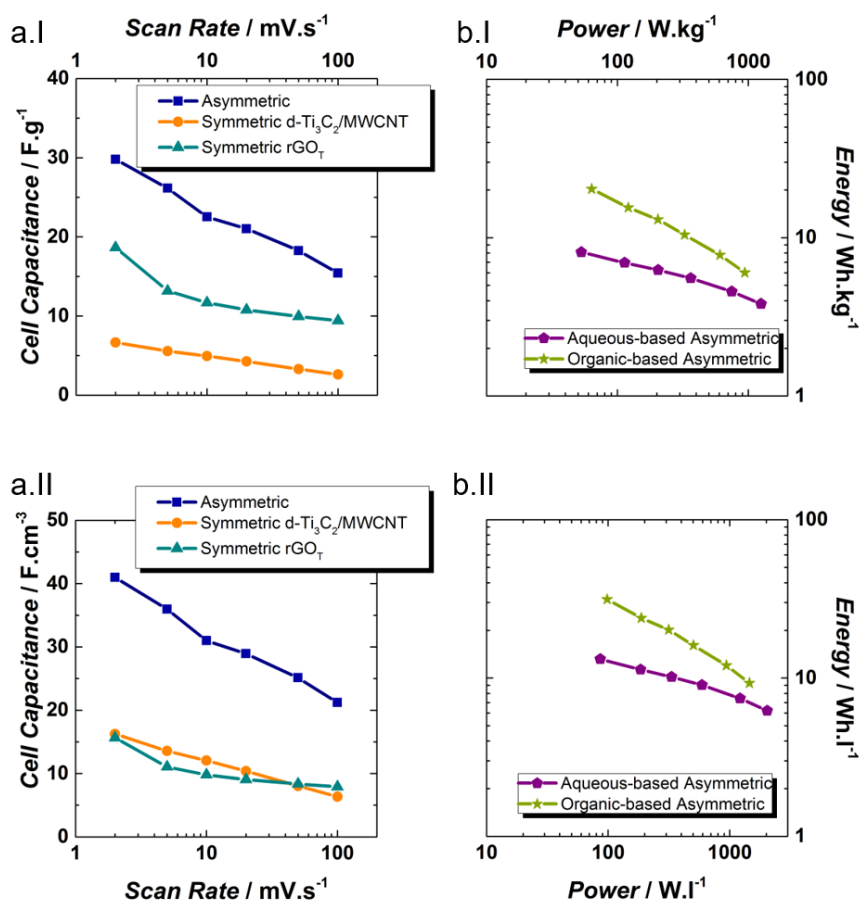 a.I
Scan Rate / mV.s⁻¹
1 10 100
40
30
20
10
0
Cell Capacitance / F.g⁻¹
Asymmetric
Symmetric d-Ti₃C₂/MWCNT
Symmetric rGO_T
b.I
Power / W.kg⁻¹
10 100 1000
100
10
1
Energy / Wh.kg⁻¹
Aqueous-based Asymmetric
Organic-based Asymmetric
a.II
Asymmetric
Symmetric d-Ti₃C₂/MWCNT
Symmetric rGO_T
50
40
30
20
10
0
Cell Capacitance / F.cm⁻³
1 10 100
Scan Rate / mV.s⁻¹
b.II
100
10
1
Energy / Wh.l⁻¹
Aqueous-based Asymmetric
Organic-based Asymmetric
10 100 1000
Power / W.l⁻¹